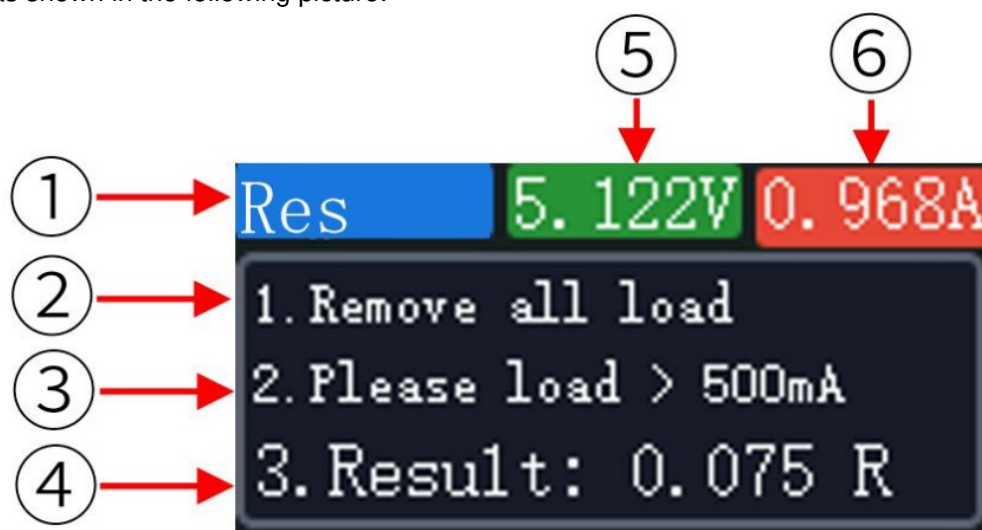 ts shown in the following picture:
⑤ ⑥
① Res 5.122V 0.968A
② 1.Remove all load
③ 2.Please load > 500mA
④ 3.Result: 0.075 R